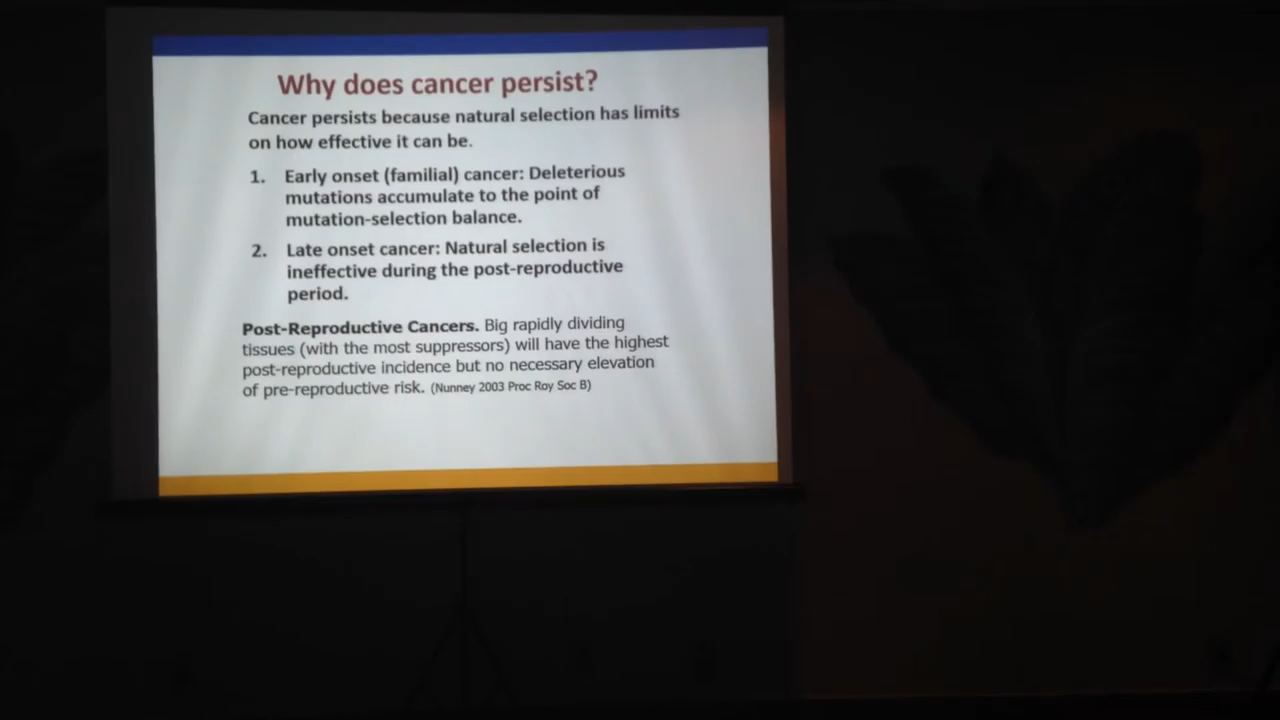 Why does cancer persist?
Cancer persists because natural selection has limits
on how effective it can be.
1. Early onset (familial) cancer: Deleterious
mutations accumulate to the point of
mutation-selection balance.
2. Late onset cancer: Natural selection is
ineffective during the post-reproductive
period.
Post-Reproductive Cancers. Big rapidly dividing
tissues (with the most suppressors) will have the highest
post-reproductive incidence but no necessary elevation
of pre-reproductive risk. (Nunney 2003 Proc Roy Soc B)